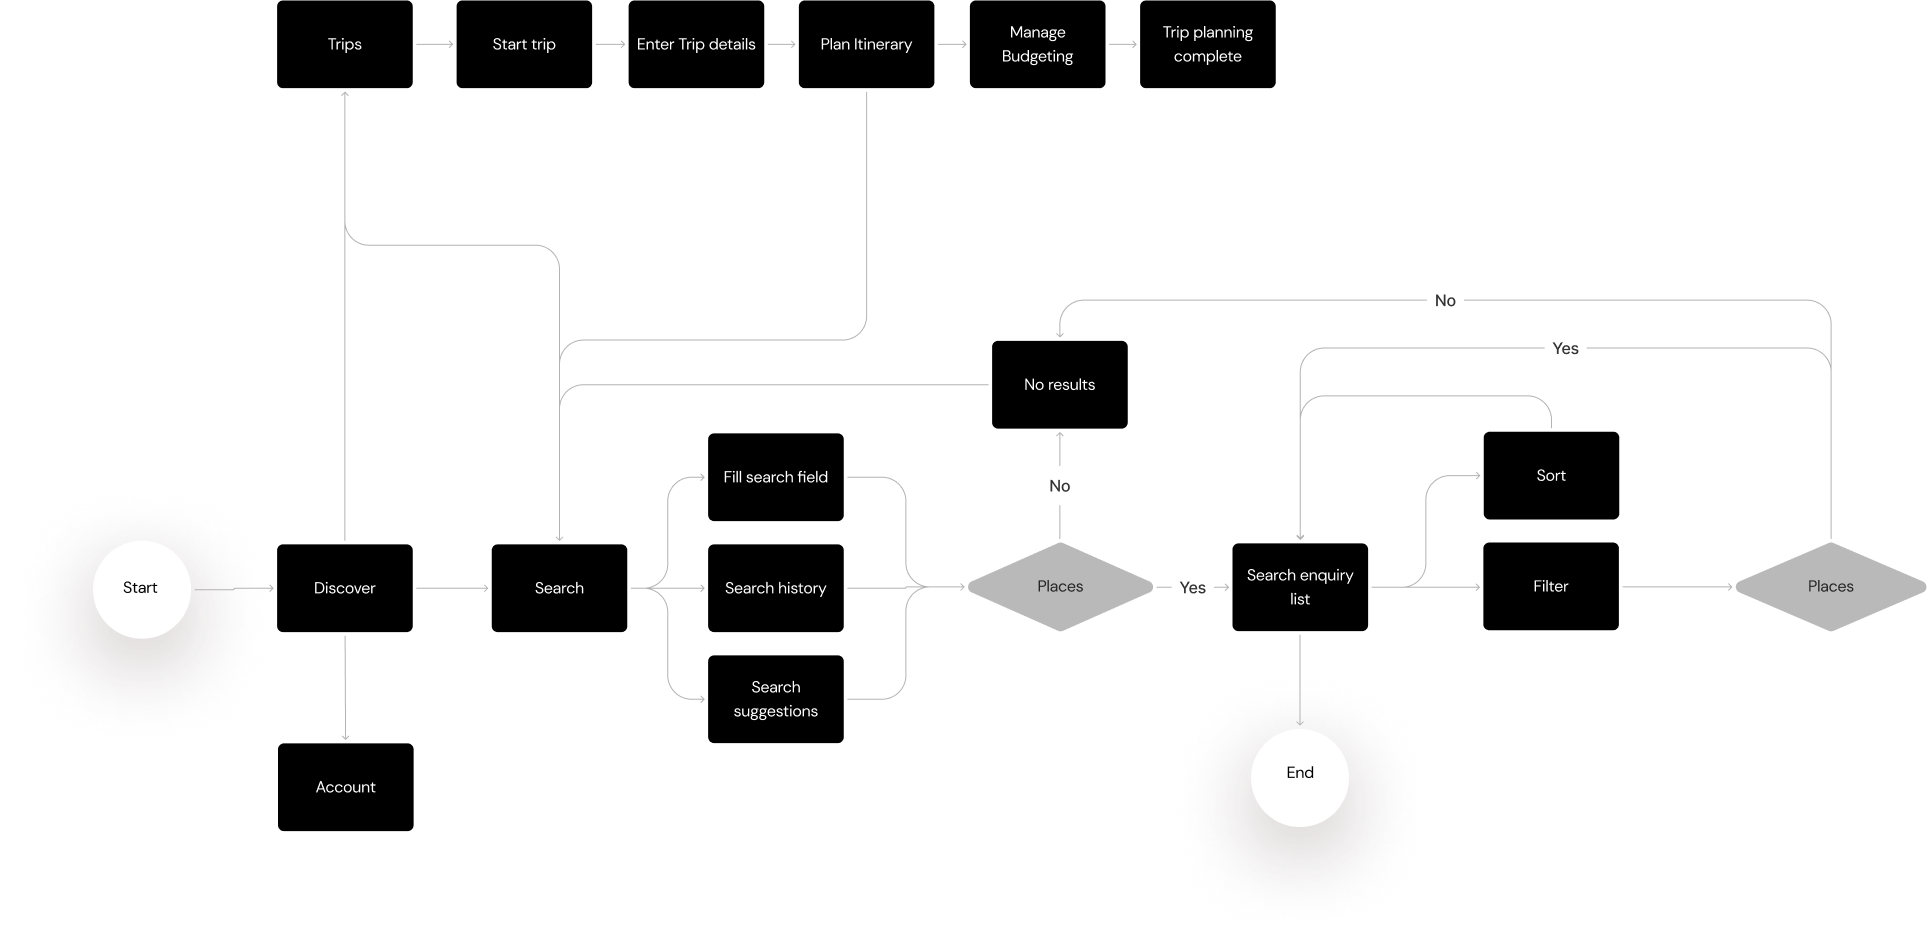 Trips
Start trip
Enter Trip details
Plan Itinerary
Manage
Budgeting
Trip planning
complete
No
Yes
No results
Fill search field
Sort
No
Start
Discover
Search
Search history
Places
Yes
Search enquiry
list
Filter
Places
Search
suggestions
Account
End